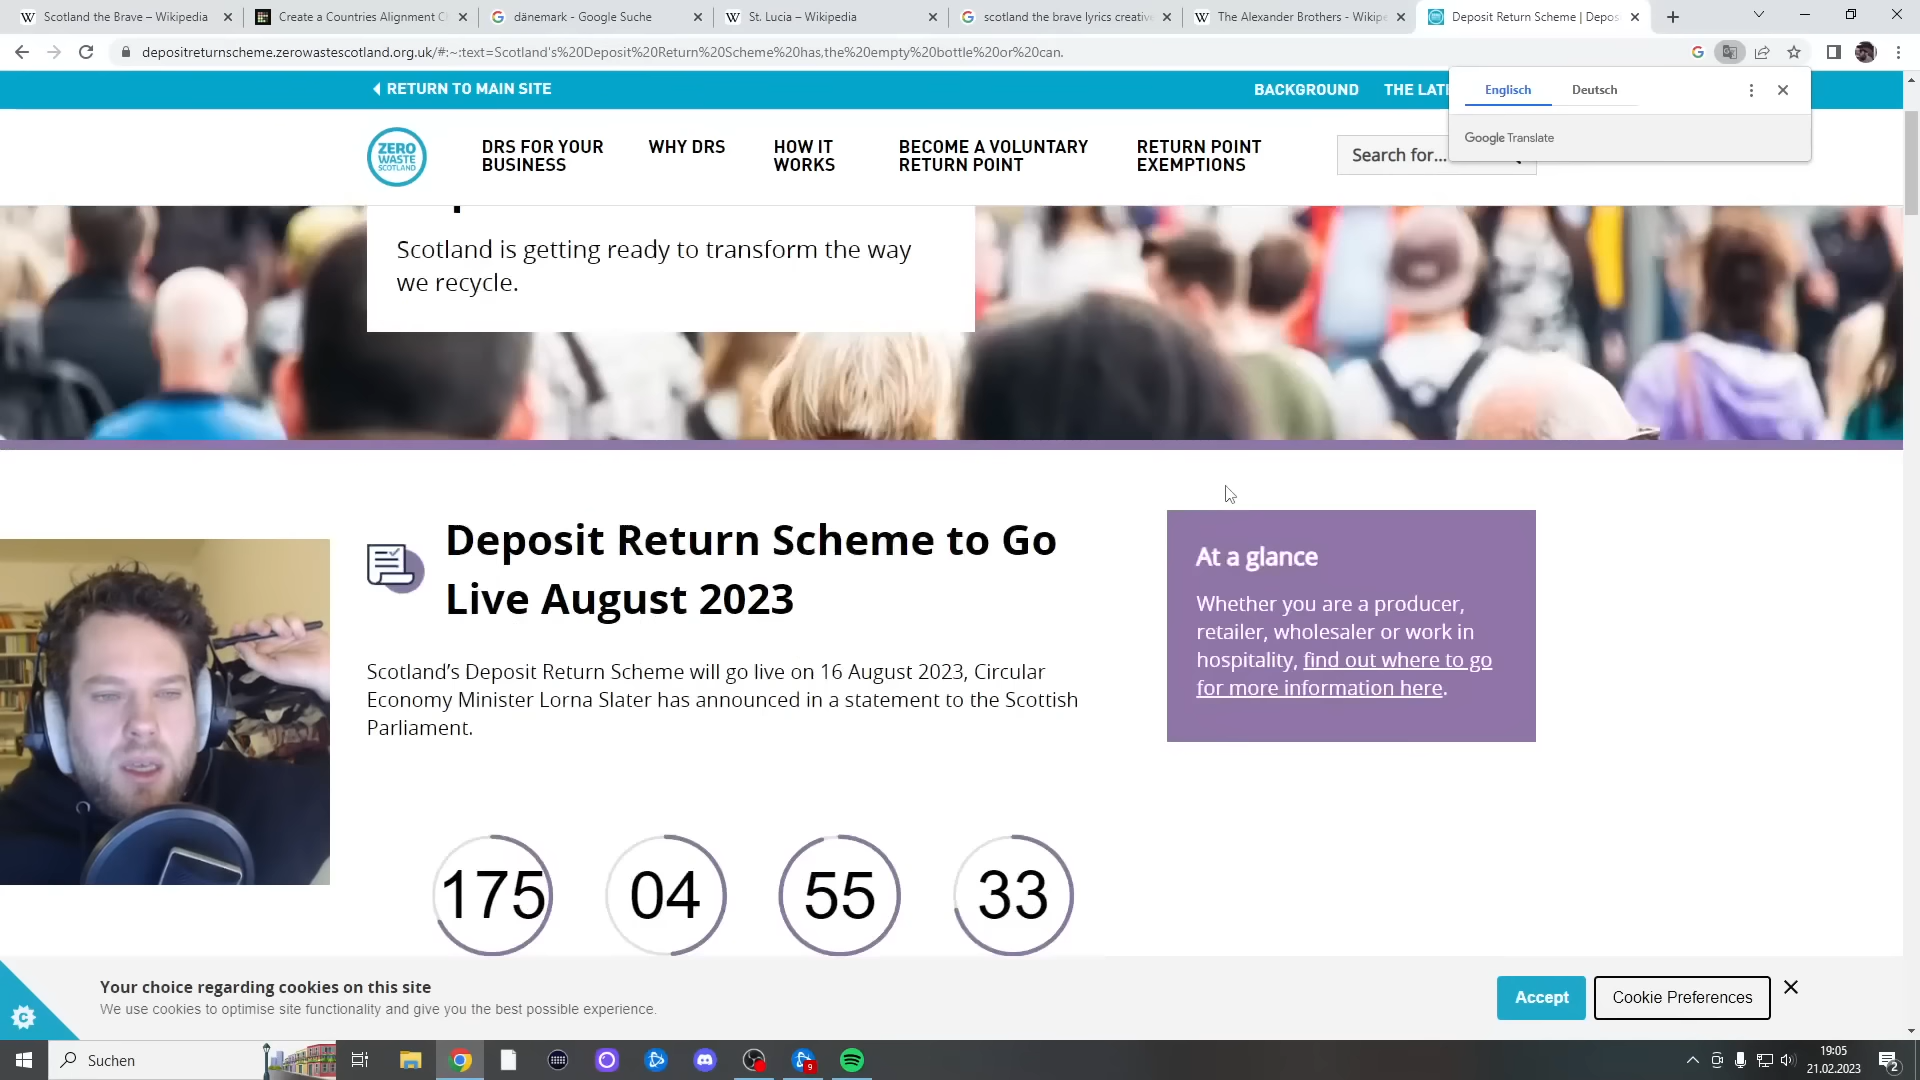 Scotland the Brave – Wikipedia
Create a Countries Alignment C
dänemark - Google Suche
St. Lucia – Wikipedia
scotland the brave lyrics creative
The Alexander Brothers - Wikipe
Deposit Return Scheme | Depos
depositreturnscheme.zerowastescotland.org.uk/#:~:text=Scotland's%20Deposit%20Return%20Scheme%20has,the%20empty%20bottle%20or%20can.
RETURN TO MAIN SITE
BACKGROUND
THE LATE
Englisch
Deutsch
Google Translate
ZERO
WASTE
SCOTLAND
DRS FOR YOUR
BUSINESS
WHY DRS
HOW IT
WORKS
BECOME A VOLUNTARY
RETURN POINT
RETURN POINT
EXEMPTIONS
Search for...
Scotland is getting ready to transform the way
we recycle.
Deposit Return Scheme to Go
Live August 2023
Scotland’s Deposit Return Scheme will go live on 16 August 2023, Circular
Economy Minister Lorna Slater has announced in a statement to the Scottish
Parliament.
At a glance
Whether you are a producer,
retailer, wholesaler or work in
hospitality, find out where to go
for more information here.
175
04
55
33
Your choice regarding cookies on this site
We use cookies to optimise site functionality and give you the best possible experience.
Accept
Cookie Preferences
Suchen
9
19:05
21.02.2023
2